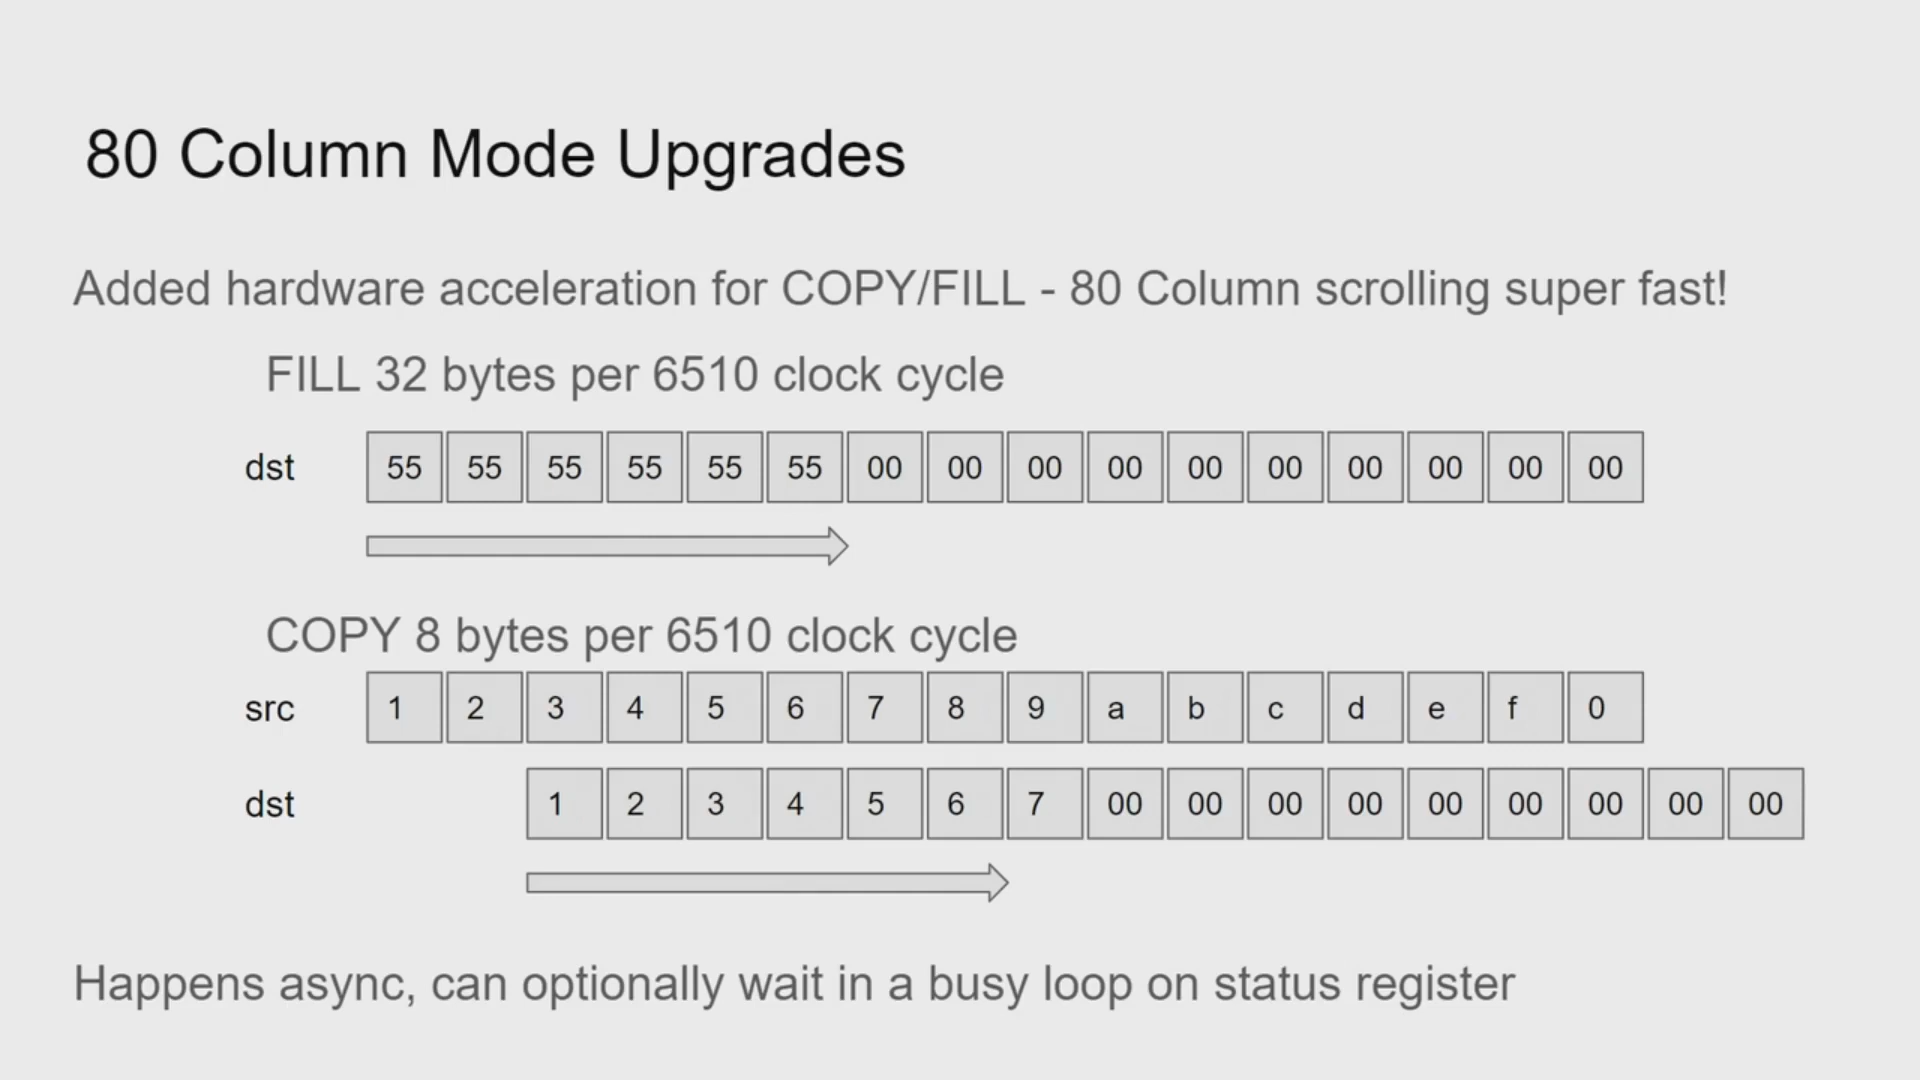 80 Column Mode Upgrades
Added hardware acceleration for COPY/FILL - 80 Column scrolling super fast!
FILL 32 bytes per 6510 clock cycle
dst 55 55 55 55 55 55 00 00 00 00 00 00 00 00 00 00
COPY 8 bytes per 6510 clock cycle
src 1 2 3 4 5 6 7 8 9 a b c d e f 0
dst 1 2 3 4 5 6 7 00 00 00 00 00 00 00 00 00
Happens async, can optionally wait in a busy loop on status register